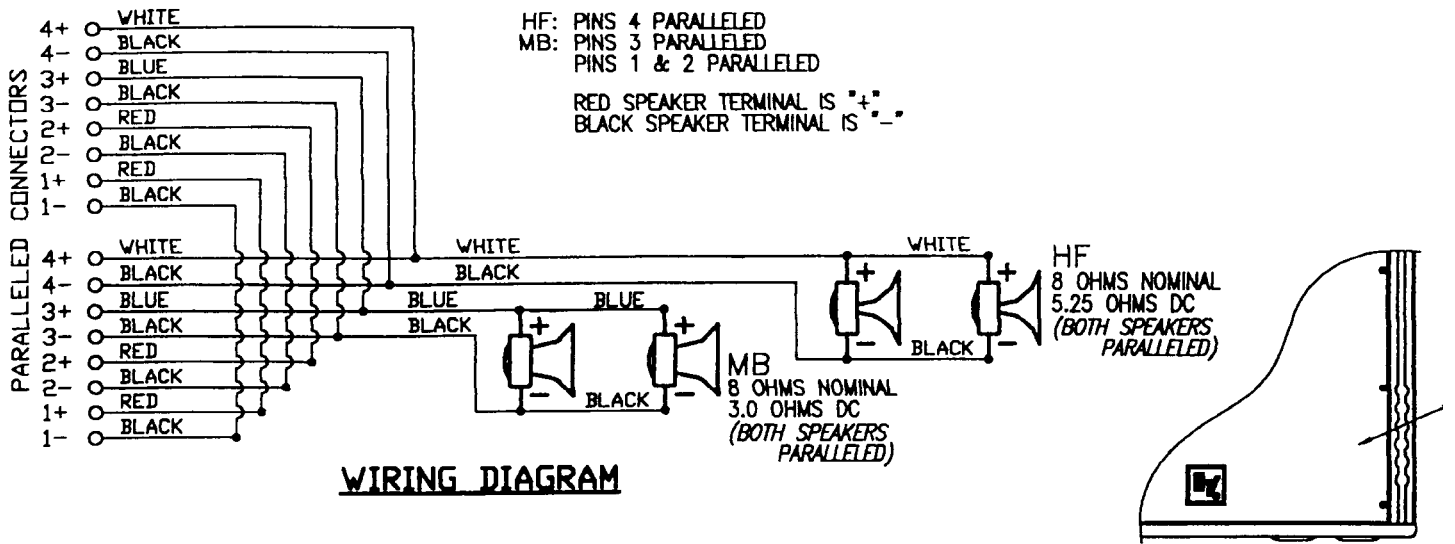 HF: PINS 4 PARALLELED
MB: PINS 3 PARALLELED
PINS 1 & 2 PARALLELED
RED SPEAKER TERMINAL IS "+"
BLACK SPEAKER TERMINAL IS "-"
PARALLELED CONNECTORS
4+ WHITE
4- BLACK
3+ BLUE
3- BLACK
2+ RED
2- BLACK
1+ RED
1- BLACK
4+ WHITE WHITE WHITE
4- BLACK BLACK
3+ BLUE BLUE BLUE
3- BLACK BLACK
2+ RED
2- BLACK
1+ RED
1- BLACK
+ +
- -
BLACK
HF
8 OHMS NOMINAL
5.25 OHMS DC
(BOTH SPEAKERS
PARALLELED)
+ +
- -
BLACK
MB
8 OHMS NOMINAL
3.0 OHMS DC
(BOTH SPEAKERS
PARALLELED)
WIRING DIAGRAM